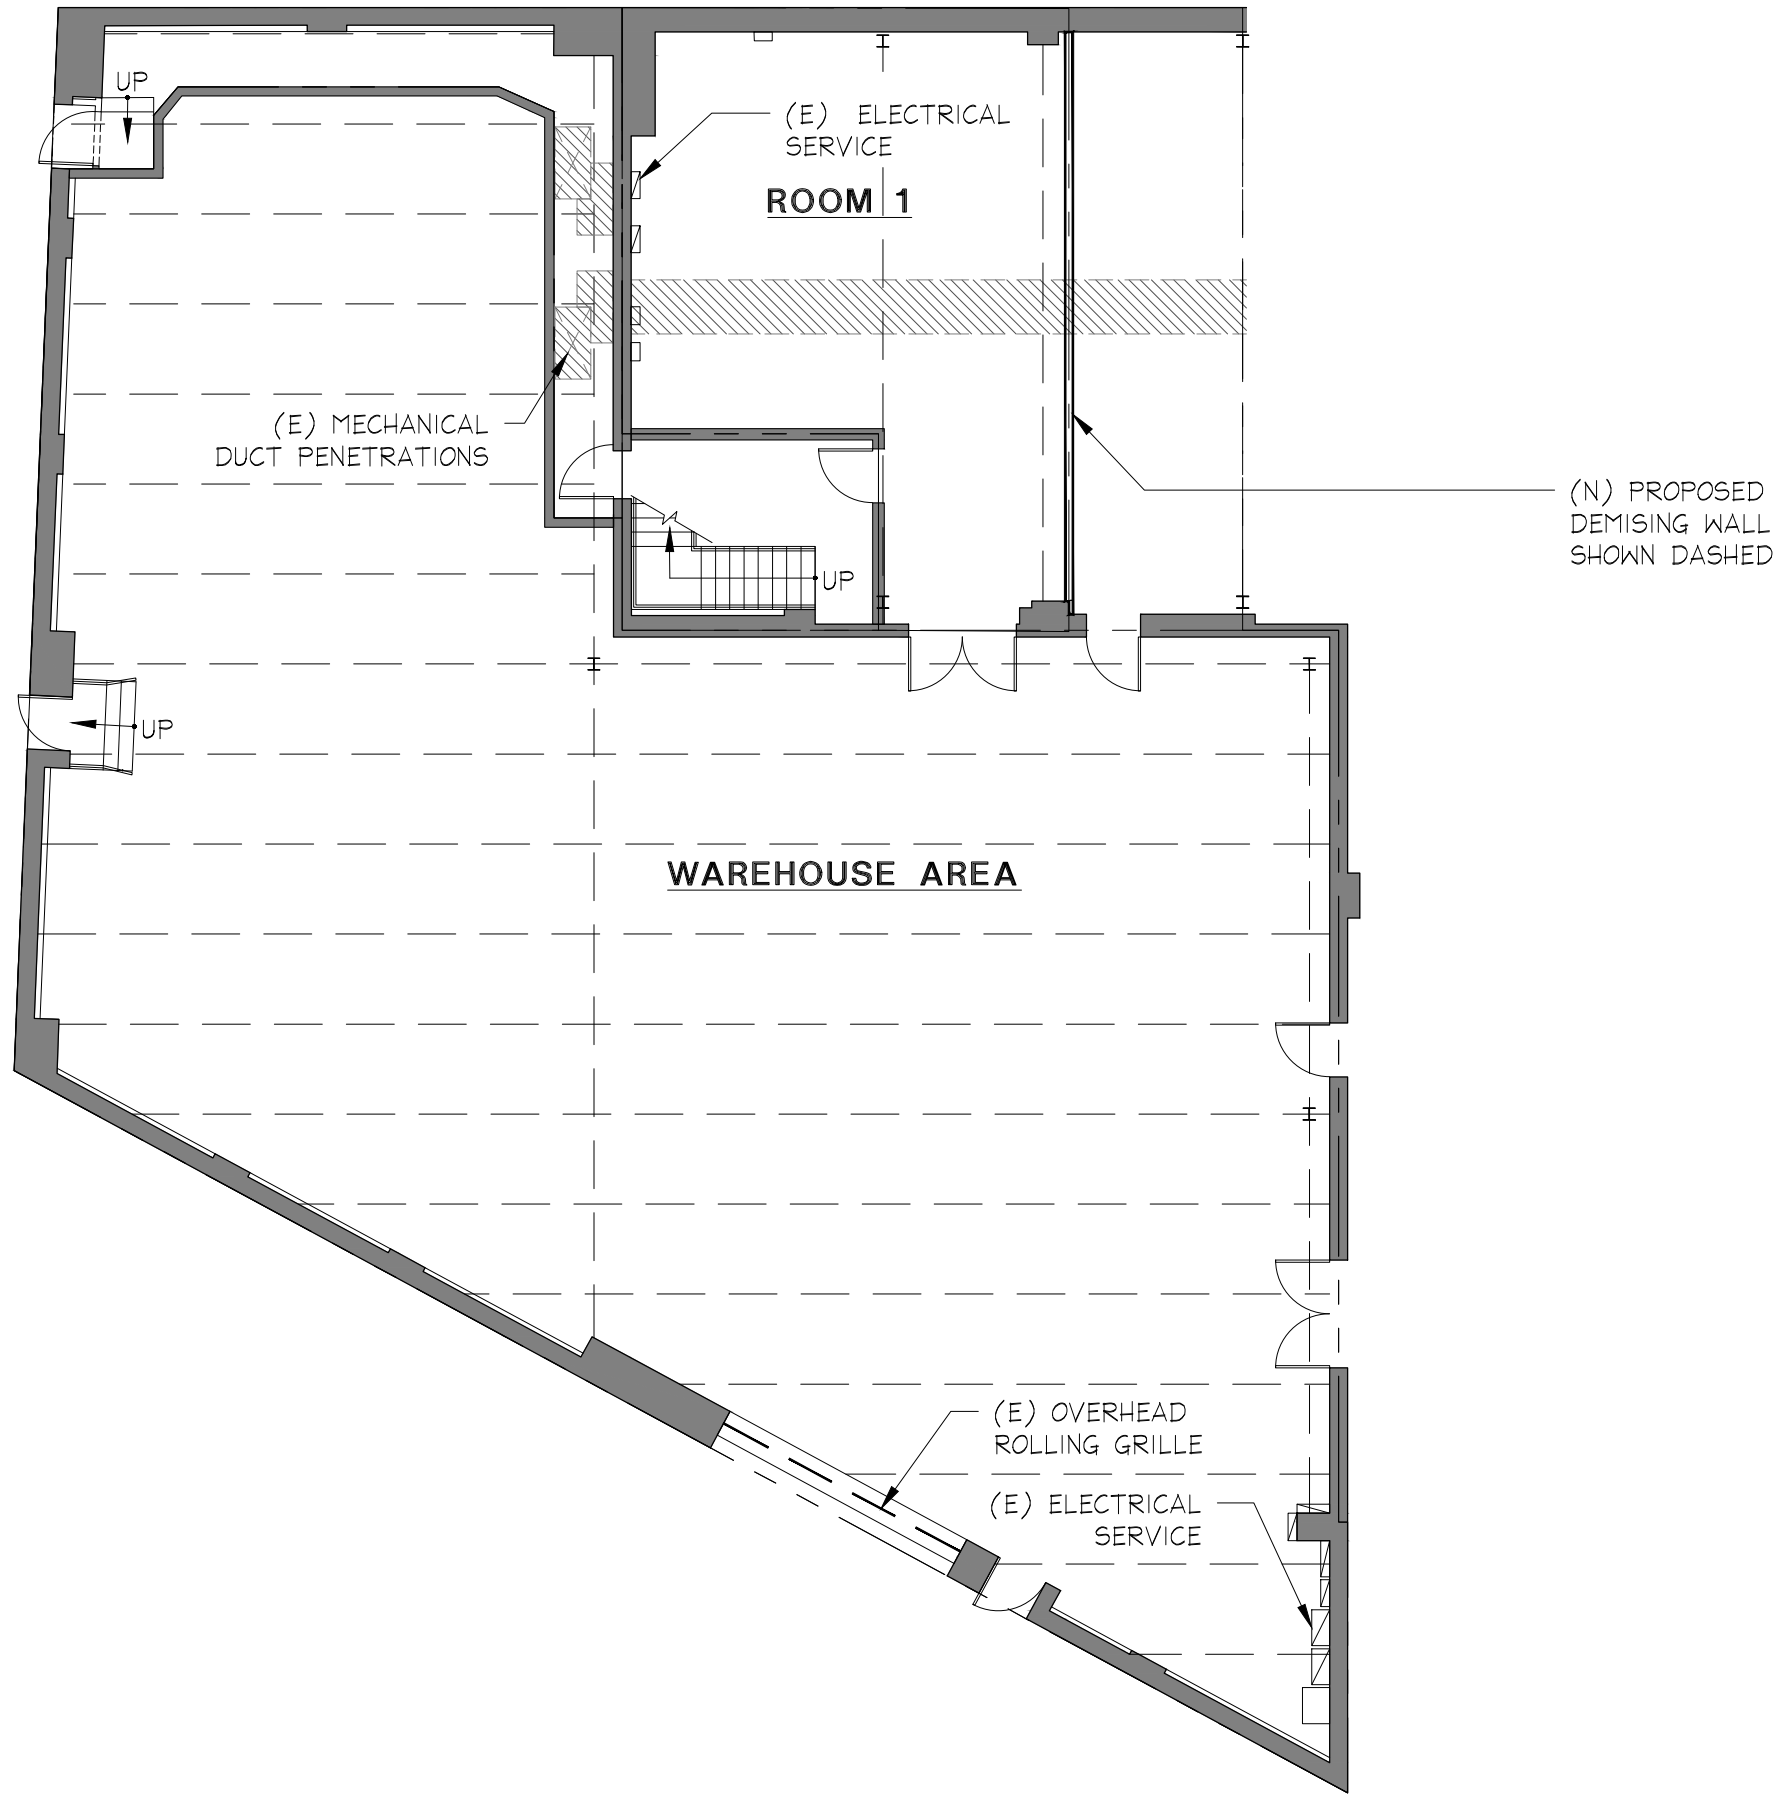 UP
(E) ELECTRICAL
SERVICE
ROOM 1
(E) MECHANICAL
DUCT PENETRATIONS
(N) PROPOSED
DEMISING WALL
SHOWN DASHED
UP
UP
WAREHOUSE AREA
(E) OVERHEAD
ROLLING GRILLE
(E) ELECTRICAL
SERVICE